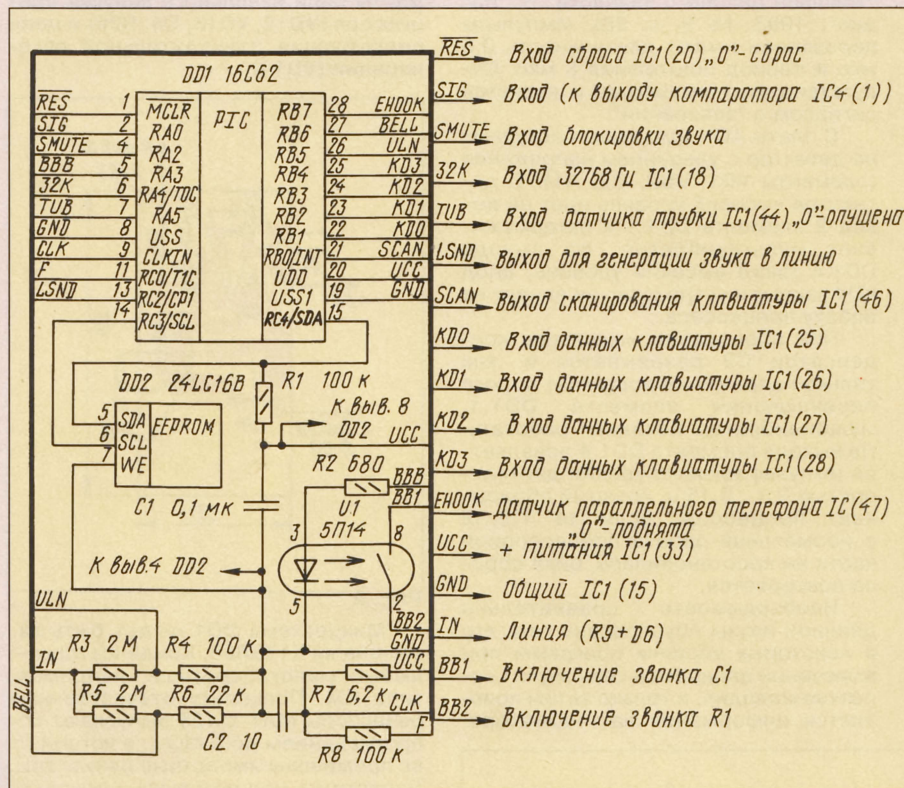 RES Вход сброса IC1(20),,,0"-сброс
SIG Вход (к выходу компаратора IC4(1))
SMUTE Вход блокировки звука
32К Вход 32768 Гц IC1(18)
TUB Вход датчика трубки IC1(44) „0"-опущена
LSND Выход для генерации звука в линию
SCAN Выход сканирования клавиатуры IC1(46)
KD0 Вход данных клавиатуры IC1(25)
KD1 Вход данных клавиатуры IC1(26)
KD2 Вход данных клавиатуры IC1(27)
KD3 Вход данных клавиатуры IC1(28)
EHOOK Датчик параллельного телефона IC(47)
„0"-поднята
UCC + питания IC1(33)
GND Общий IC1(15)
IN Линия (R9+D6)
BB1 Включение звонка C1
BB2 Включение звонка R1
DD1 16C62
PIC
RES 1 MCLR
SIG 2 RA0
SMUTE 4 RA2
BBB 5 RA3
32К 6 RA4/TOC
TUB 7 RA5
GND 8 USS
CLK 9 CLKIN
F 11 RC0/T1C
LSND 13 RC2/CP1
14 RC3/SCL
RB7 28 EHOOK
RB6 27 BELL
RB5 26 ULN
RB4 25 KD3
RB3 24 KD2
RB2 23 KD1
RB1 22 KD0
RB0/INT 21 SCAN
UDD 20 UCC
USS1 19 GND
RC4/SDA 15
DD2 24LC16B
5 SDA
6 SCL
7 WE
EEPROM
R1 100 к
К выв. 8
DD2
UCC
R2 680
BBB
BB1
C1 0,1 мк
U1
5П14
3 8
5 2
К выв4 DD2
BB2
GND
ULN
R3 2 М R4 100 к
UCC
IN
R5 2М R6 22 к
R7 6,2к
CLK
BELL
C2 10
F
R8 100 к